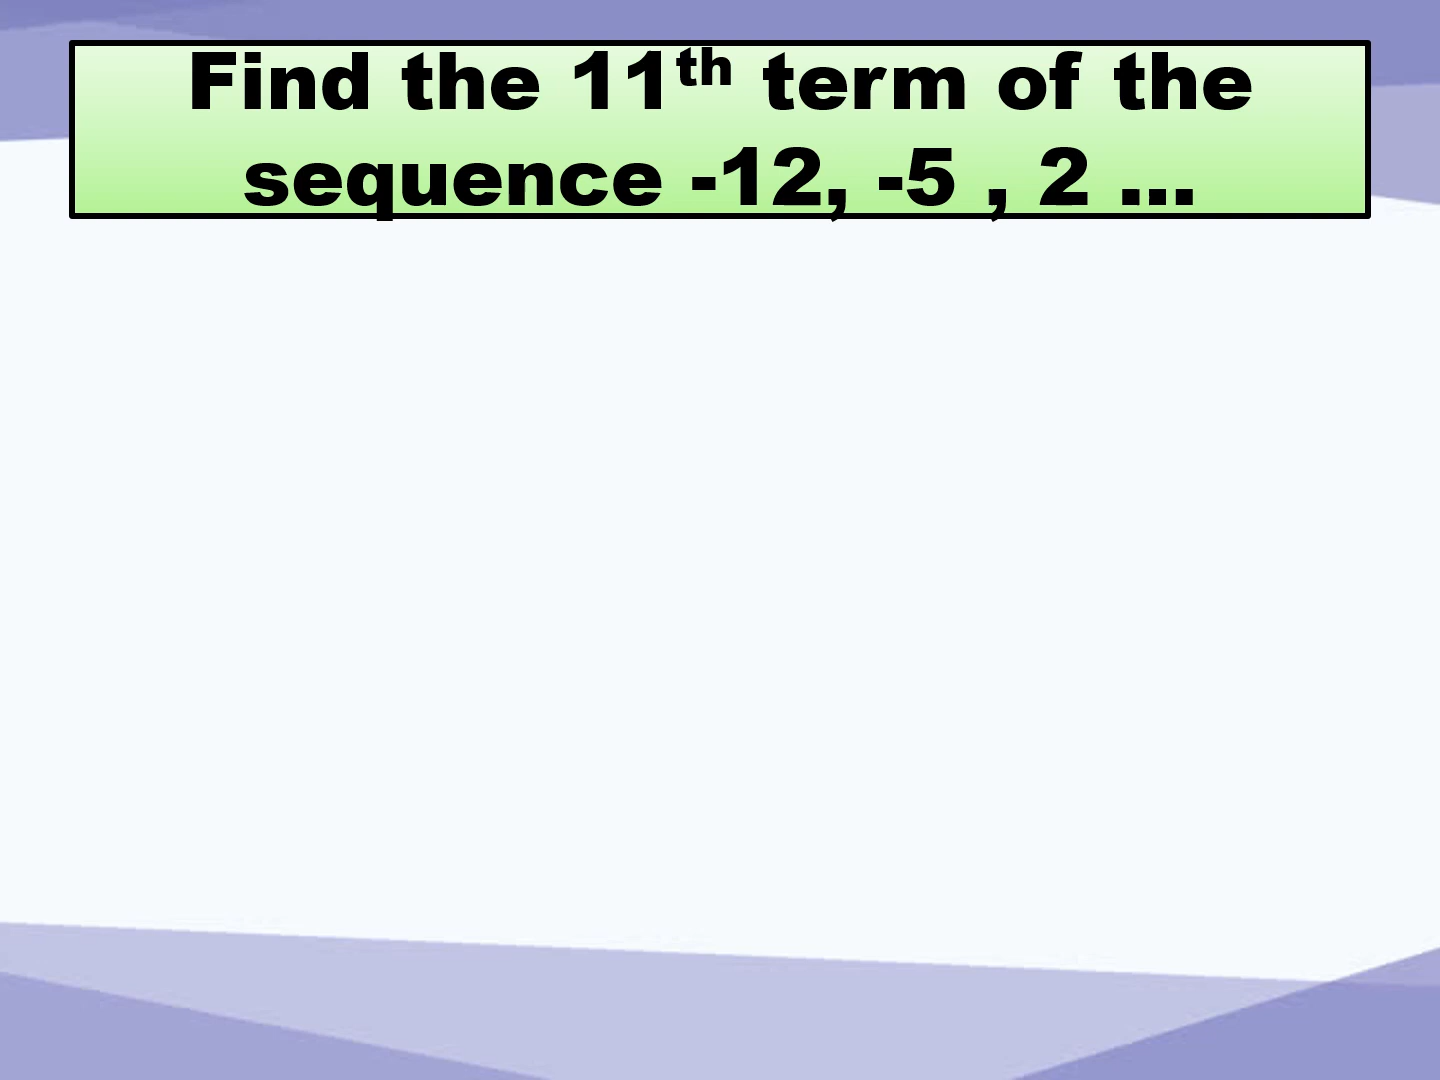 Find the 11th term of the
sequence -12, -5 , 2 …